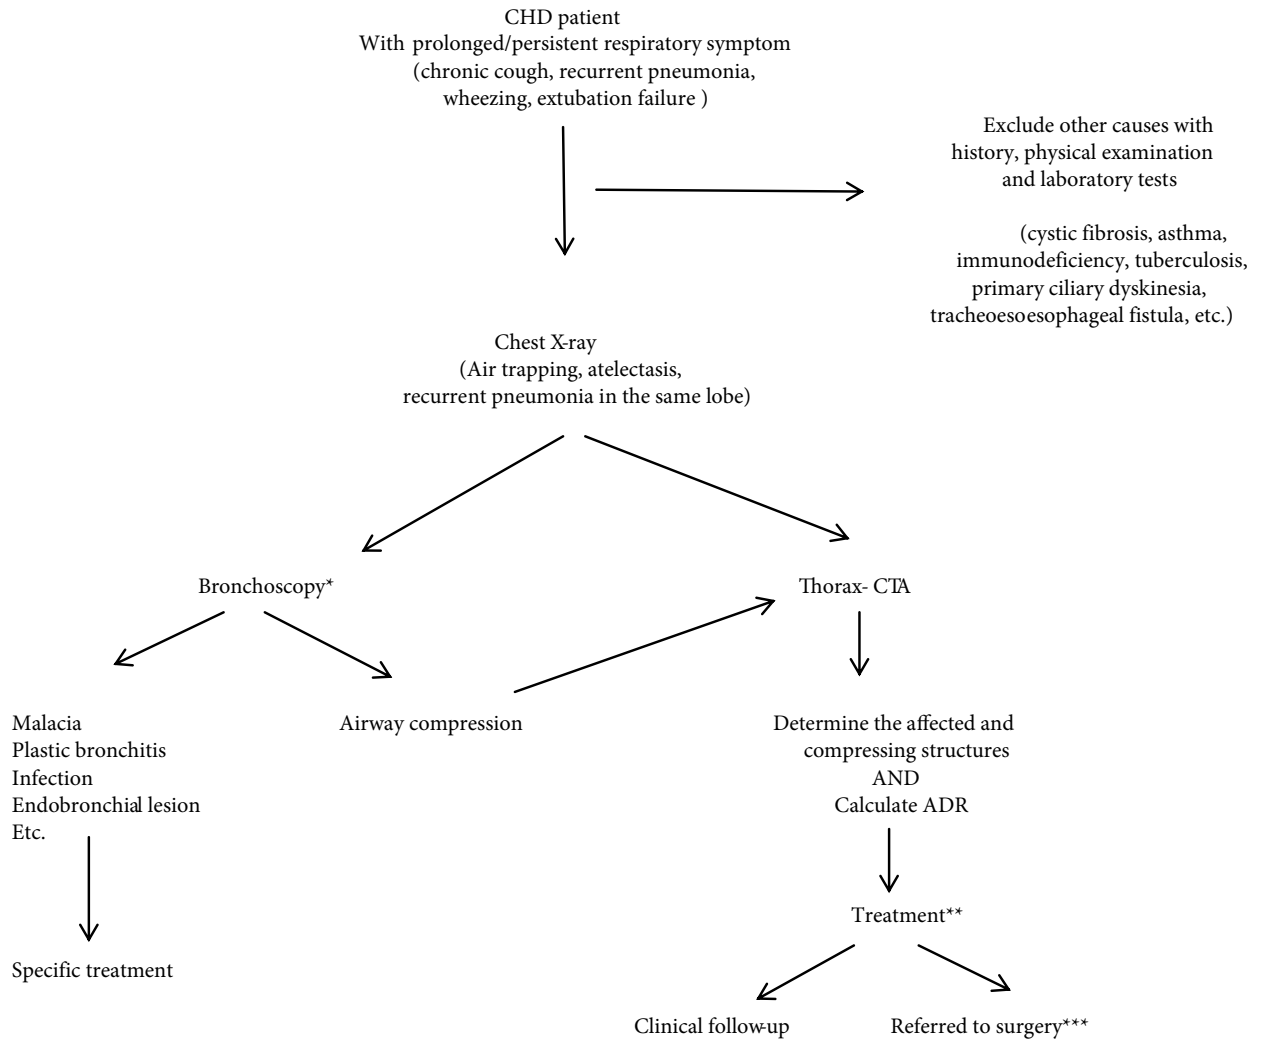 CHD patient
With prolonged/persistent respiratory symptom
(chronic cough, recurrent pneumonia,
wheezing, extubation failure )
Exclude other causes with
history, physical examination
and laboratory tests
(cystic fibrosis, asthma,
immunodeficiency, tuberculosis,
primary ciliary dyskinesia,
tracheoesoesophageal fistula, etc.)
Chest X-ray
(Air trapping, atelectasis,
recurrent pneumonia in the same lobe)
Bronchoscopy*
Thorax- CTA
Malacia
Plastic bronchitis
Infection
Endobronchial lesion
Etc.
Airway compression
Determine the affected and
compressing structures
AND
Calculate ADR
Treatment**
Specific treatment
Clinical follow-up
Referred to surgery***